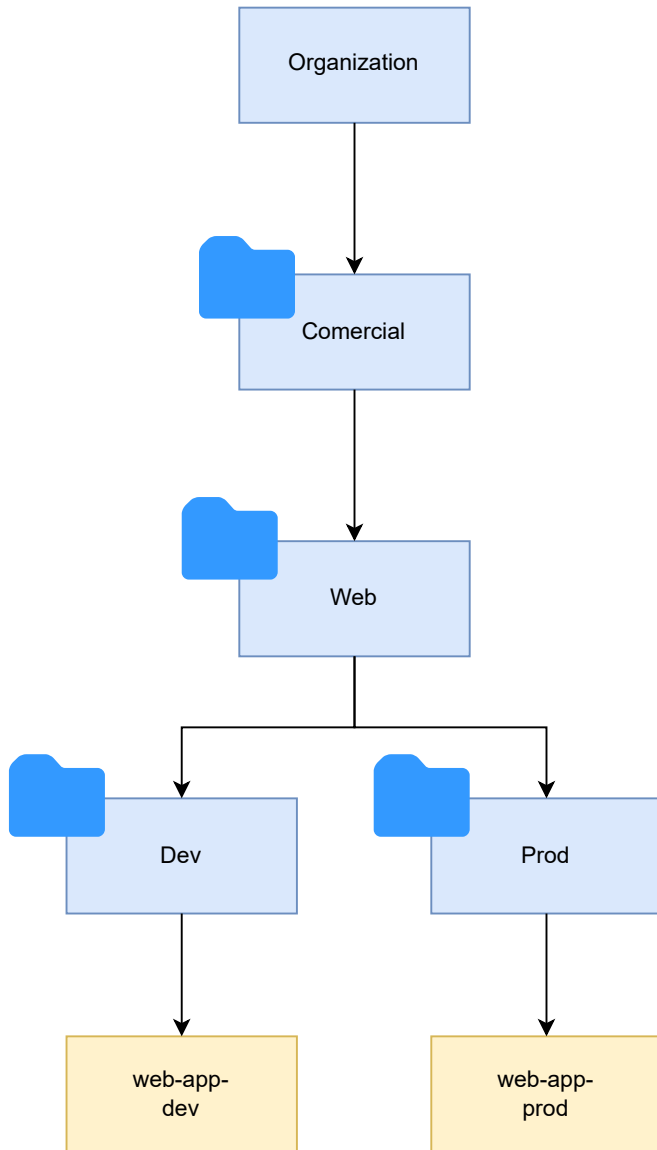 Organization
Comercial
Web
Dev
Prod
web-app-
dev
web-app-
prod